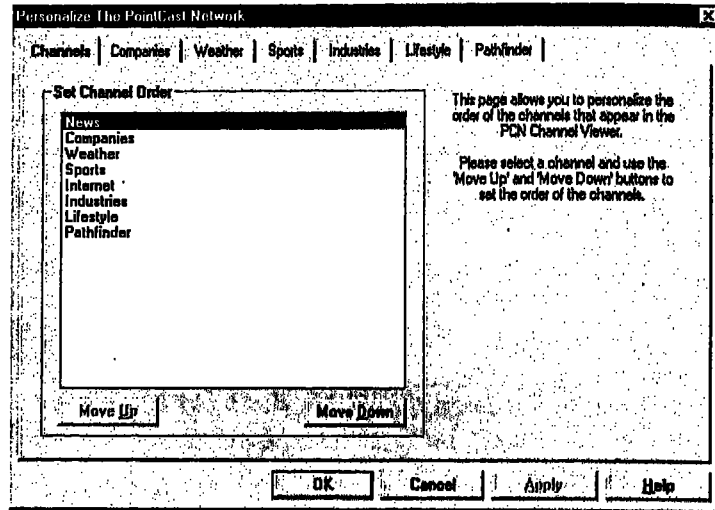 Personalize The PointCast Network
Channels Companies Weather Sports Industries Lifestyle Pathfinder
Set Channel Order
News
Companies
Weather
Sports
Internet
Industries
Lifestyle
Pathfinder
Move Up Move Down
This page allows you to personalize the
order of the channels that appear in the
PCN Channel Viewer.
Please select a channel and use the
'Move Up' and 'Move Down' buttons to
set the order of the channels.
OK Cancel Apply Help